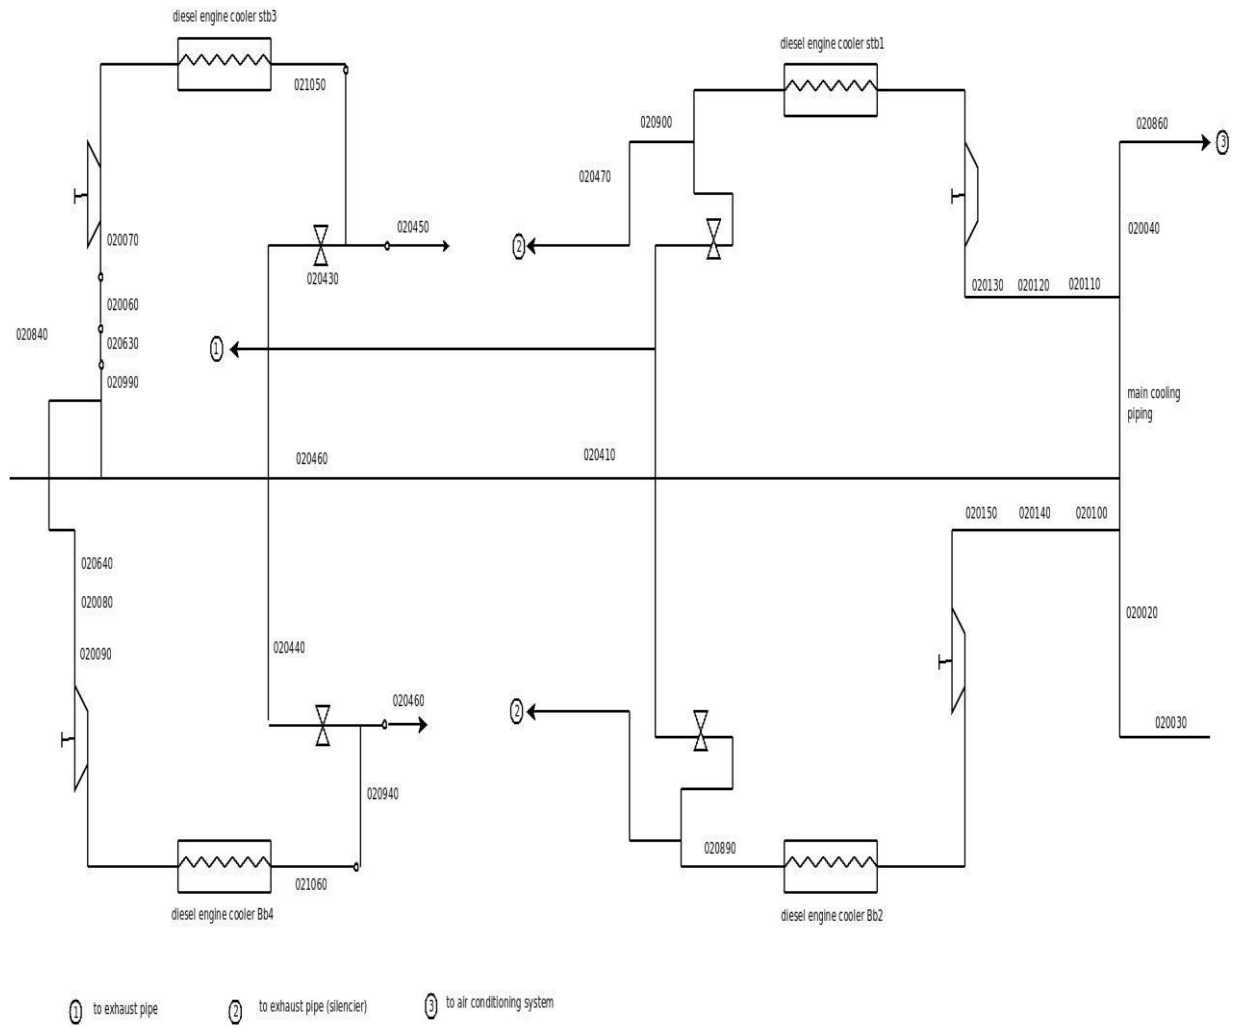 diesel engine cooler stb3
diesel engine cooler stb1
021050
020900
020860
3
020470
020450
020070
020040
2
020430
020130 020120 020110
020060
020840
020630
1
020990
main cooling
piping
020460
020410
020150 020140 020100
020640
020080
020020
020440
020090
020460
2
020030
020940
020890
021060
diesel engine cooler Bb4
diesel engine cooler Bb2
1 to exhaust pipe
2 to exhaust pipe (silencier)
3 to air conditioning system